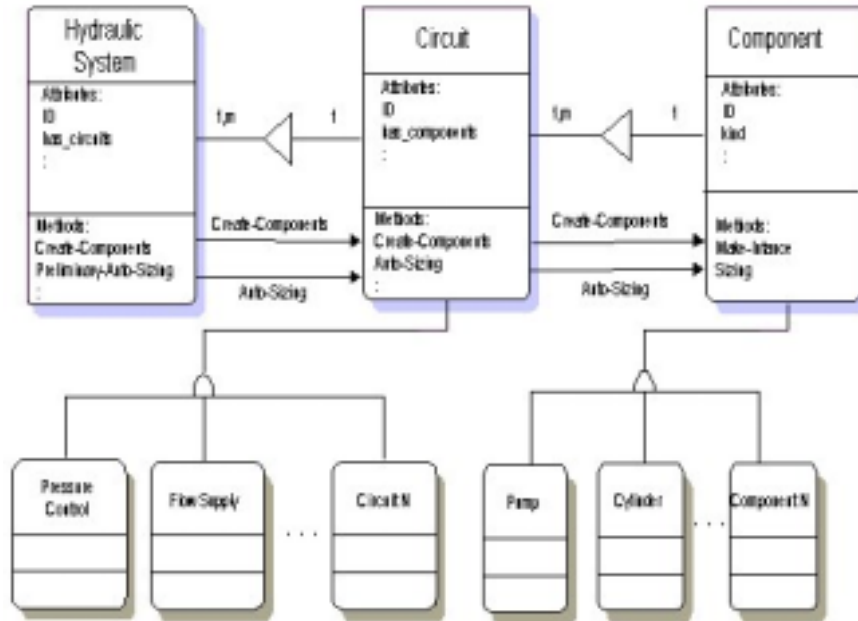 Hydraulic
System
Attributes:
ID
has_circuits
:
Methods:
Create-Components
Preliminary-Auto-Sizing
:
1,m
1
Create-Components
Auto-Sizing
Circuit
Attributes:
ID
has_components
:
Methods:
Create-Components
Auto-Sizing
:
1,m
1
Create-Components
Auto-Sizing
Component
Attributes:
ID
kind
:
Methods:
Make-Intance
Sizing
Pressure
Control
Flow Supply
. . .
Circuit N
Pump
Cylinder
. . .
Component N